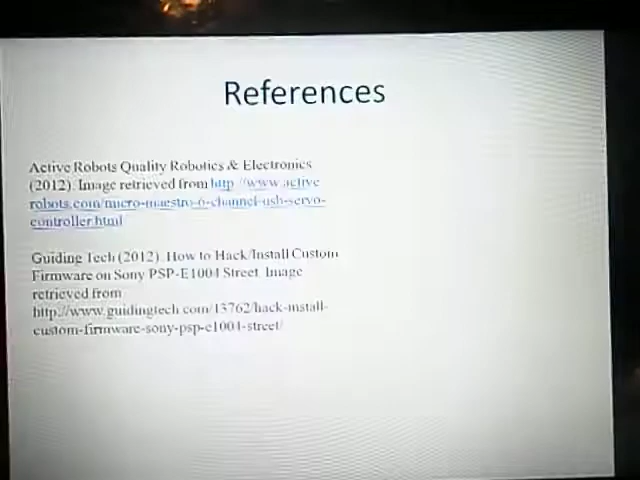 References
Active Robots Quality Robotics & Electronics
(2012). Image retrieved from http://www.active
robots.com/micro-maestro-6-channel-usb-servo-
controller.html
Guiding Tech (2012). How to Hack/Install Custom
Firmware on Sony PSP-E1004 Street. Image
retrieved from
http://www.guidingtech.com/13762/hack-install-
custom-firmware-sony-psp-e1004-street/